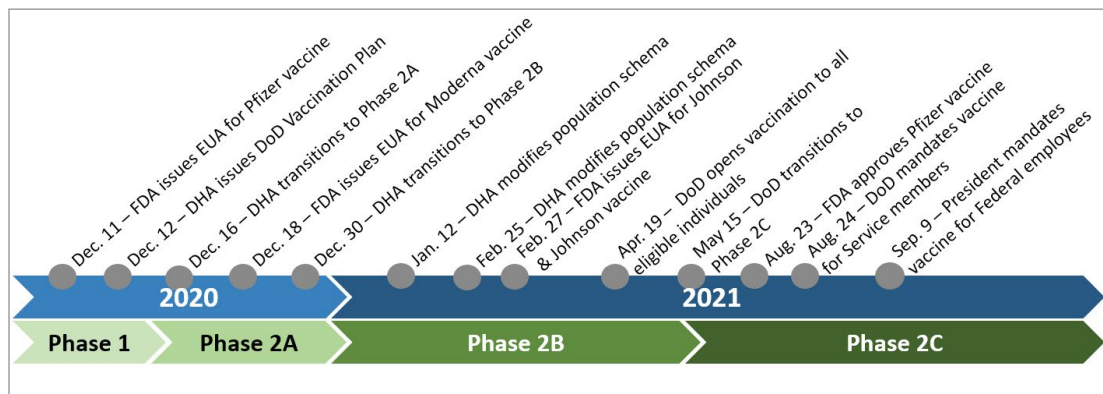 Dec. 11 – FDA issues EUA for Pfizer vaccine
Dec. 12 – DHA issues DoD Vaccination Plan
Dec. 16 – DHA transitions to Phase 2A
Dec. 18 – FDA issues EUA for Moderna vaccine
Dec. 30 – DHA transitions to Phase 2B
Jan. 12 – DHA modifies population schema
Feb. 25 – DHA modifies population schema
Feb. 27 – FDA issues EUA for Johnson
& Johnson vaccine
Apr. 19 – DoD opens vaccination to all
eligible individuals
May 15 – DoD transitions to
Phase 2C
Aug. 23 – FDA approves Pfizer vaccine
Aug. 24 – DoD mandates vaccine
for Service members
Sep. 9 – President mandates
vaccine for Federal employees
2020
2021
Phase 1
Phase 2A
Phase 2B
Phase 2C